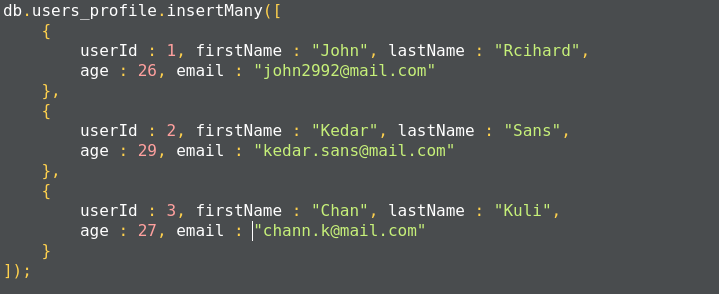 db.users_profile.insertMany([
    {
        userId : 1, firstName : "John", lastName : "Rcihard",
        age : 26, email : "john2992@mail.com"
    },
    {
        userId : 2, firstName : "Kedar", lastName : "Sans",
        age : 29, email : "kedar.sans@mail.com"
    },
    {
        userId : 3, firstName : "Chan", lastName : "Kuli",
        age : 27, email : "chann.k@mail.com"
    }
]);